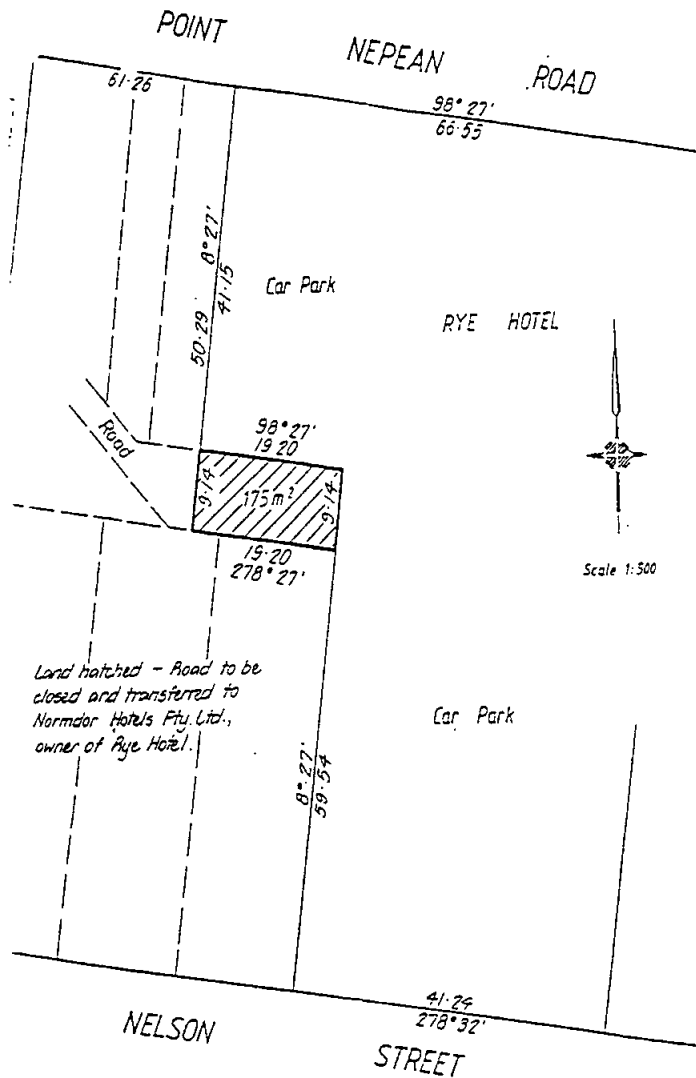 POINT NEPEAN ROAD
61·26
98° 27'
66·55
8° 27'
41·15
50·29
Car Park
RYE HOTEL
Road
98° 27'
19·20
9·14
175 m²
9·14
19·20
278° 27'
Scale 1:500
Land hatched – Road to be
closed and transferred to
Normdor Hotels Pty. Ltd.,
owner of Rye Hotel.
Car Park
8° 27'
59·54
41·24
278° 32'
NELSON STREET